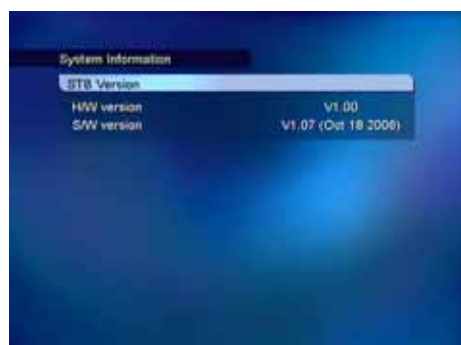 System Information
STB Version
H/W version V1.00
S/W version V1.07 (Oct 18 2006)